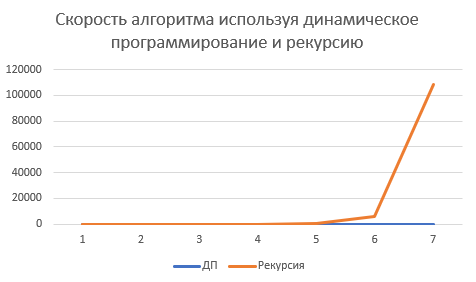 Скорость алгоритма используя динамическое
программирование и рекурсию
120000
100000
80000
60000
40000
20000
0
1 2 3 4 5 6 7
ДП Рекурсия